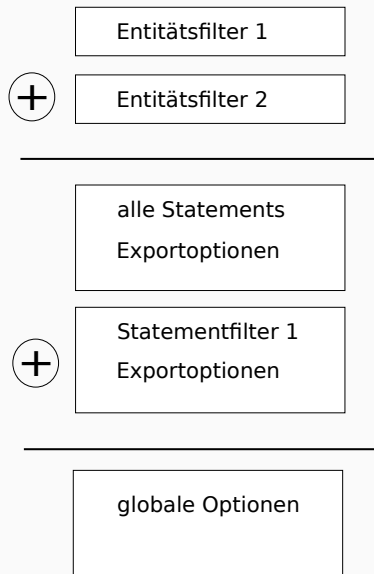 Entitätsfilter 1
Entitätsfilter 2
alle Statements
Exportoptionen
Statementfilter 1
Exportoptionen
globale Optionen